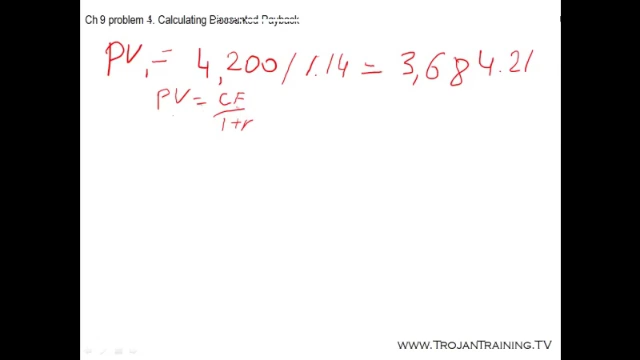 Ch 9 problem 4. Calculating Discounted Payback
PV₁ = 4,200 / 1.14 = 3,684.21
PV = CF
1+r
www.TrojanTraining.TV